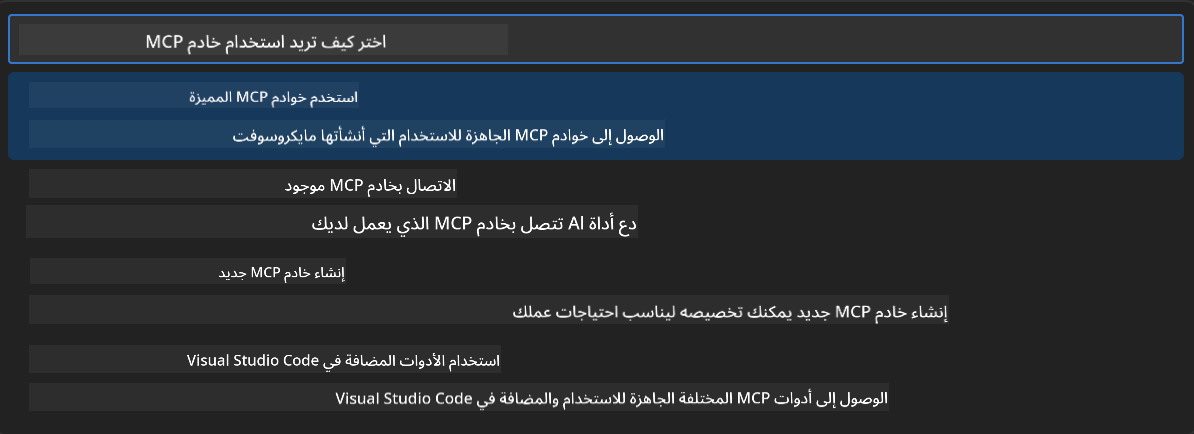 اختر كيف تريد استخدام خادم MCP
استخدم خوادم MCP المميزة
الوصول إلى خوادم MCP الجاهزة للاستخدام التي أنشأتها مايكروسوفت
الاتصال بخادم MCP موجود
دع أداة AI تتصل بخادم MCP الذي يعمل لديك
إنشاء خادم MCP جديد
إنشاء خادم MCP جديد يمكنك تخصيصه ليناسب احتياجات عملك
استخدام الأدوات المضافة في Visual Studio Code
الوصول إلى أدوات MCP المختلفة الجاهزة للاستخدام والمضافة في Visual Studio Code